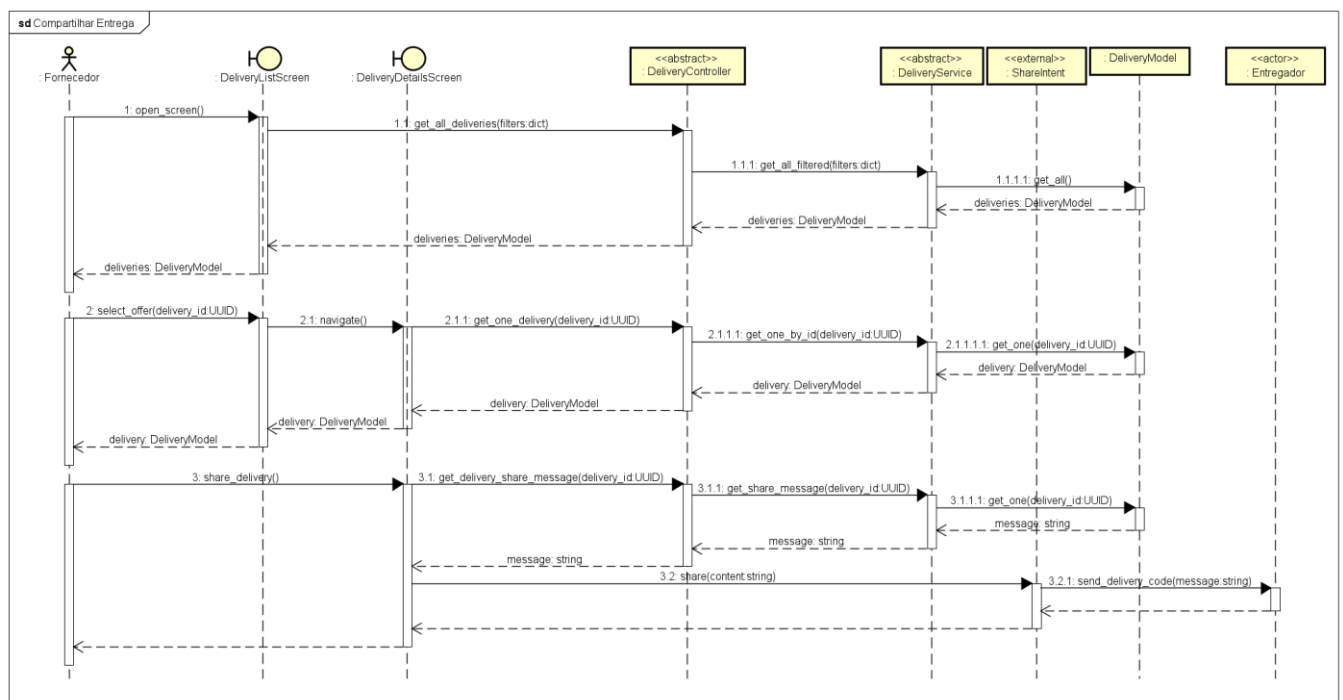 sd Compartilhar Entrega
: Fornecedor
: DeliveryListScreen
: DeliveryDetailsScreen
<<abstract>>
: DeliveryController
<<abstract>>
: DeliveryService
<<external>>
: ShareIntent
: DeliveryModel
<<actor>>
: Entregador
1: open_screen()
1.1: get_all_deliveries(filters:dict)
1.1.1: get_all_filtered(filters:dict)
1.1.1.1: get_all()
deliveries: DeliveryModel
deliveries: DeliveryModel
deliveries: DeliveryModel
deliveries: DeliveryModel
2: select_offer(delivery_id:UUID)
2.1: navigate()
2.1.1: get_one_delivery(delivery_id:UUID)
2.1.1.1: get_one_by_id(delivery_id:UUID)
2.1.1.1.1: get_one(delivery_id:UUID)
delivery: DeliveryModel
delivery: DeliveryModel
delivery: DeliveryModel
delivery: DeliveryModel
delivery: DeliveryModel
3: share_delivery()
3.1: get_delivery_share_message(delivery_id:UUID)
3.1.1: get_share_message(delivery_id:UUID)
3.1.1.1: get_one(delivery_id:UUID)
message: string
message: string
message: string
3.2: share(content:string)
3.2.1: send_delivery_code(message:string)